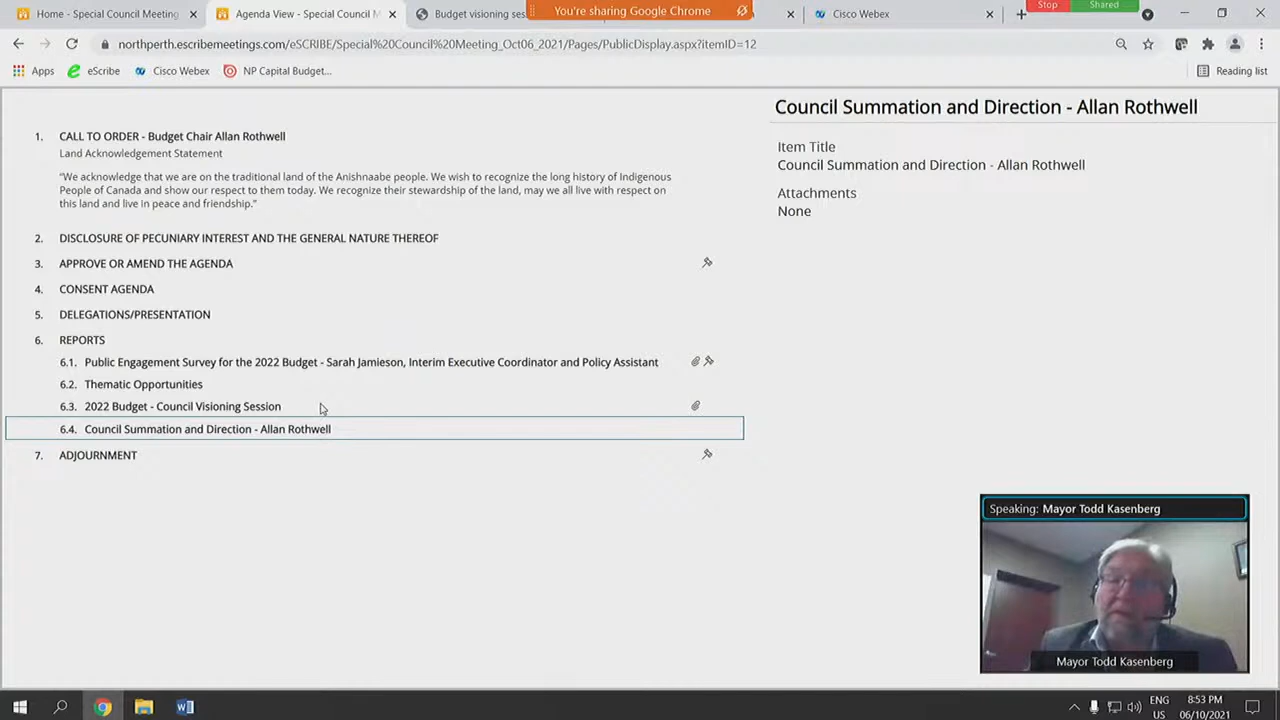 Home - Special Council Meeting
Agenda View - Special Council M
Budget visioning ses
You're sharing Google Chrome
Cisco Webex
Stop
Shared
northperth.escribemeetings.com/eSCRIBE/Special%20Council%20Meeting_Oct06_2021/Pages/PublicDisplay.aspx?itemID=12
Apps
eScribe
Cisco Webex
NP Capital Budget...
Reading list
Council Summation and Direction - Allan Rothwell
Item Title
Council Summation and Direction - Allan Rothwell
Attachments
None
1. CALL TO ORDER - Budget Chair Allan Rothwell
Land Acknowledgement Statement
"We acknowledge that we are on the traditional land of the Anishnaabe people. We wish to recognize the long history of Indigenous
People of Canada and show our respect to them today. We recognize their stewardship of the land, may we all live with respect on
this land and live in peace and friendship."
2. DISCLOSURE OF PECUNIARY INTEREST AND THE GENERAL NATURE THEREOF
3. APPROVE OR AMEND THE AGENDA
4. CONSENT AGENDA
5. DELEGATIONS/PRESENTATION
6. REPORTS
6.1. Public Engagement Survey for the 2022 Budget - Sarah Jamieson, Interim Executive Coordinator and Policy Assistant
6.2. Thematic Opportunities
6.3. 2022 Budget - Council Visioning Session
6.4. Council Summation and Direction - Allan Rothwell
7. ADJOURNMENT
Speaking: Mayor Todd Kasenberg
Mayor Todd Kasenberg
ENG
US
8:53 PM
06/10/2021